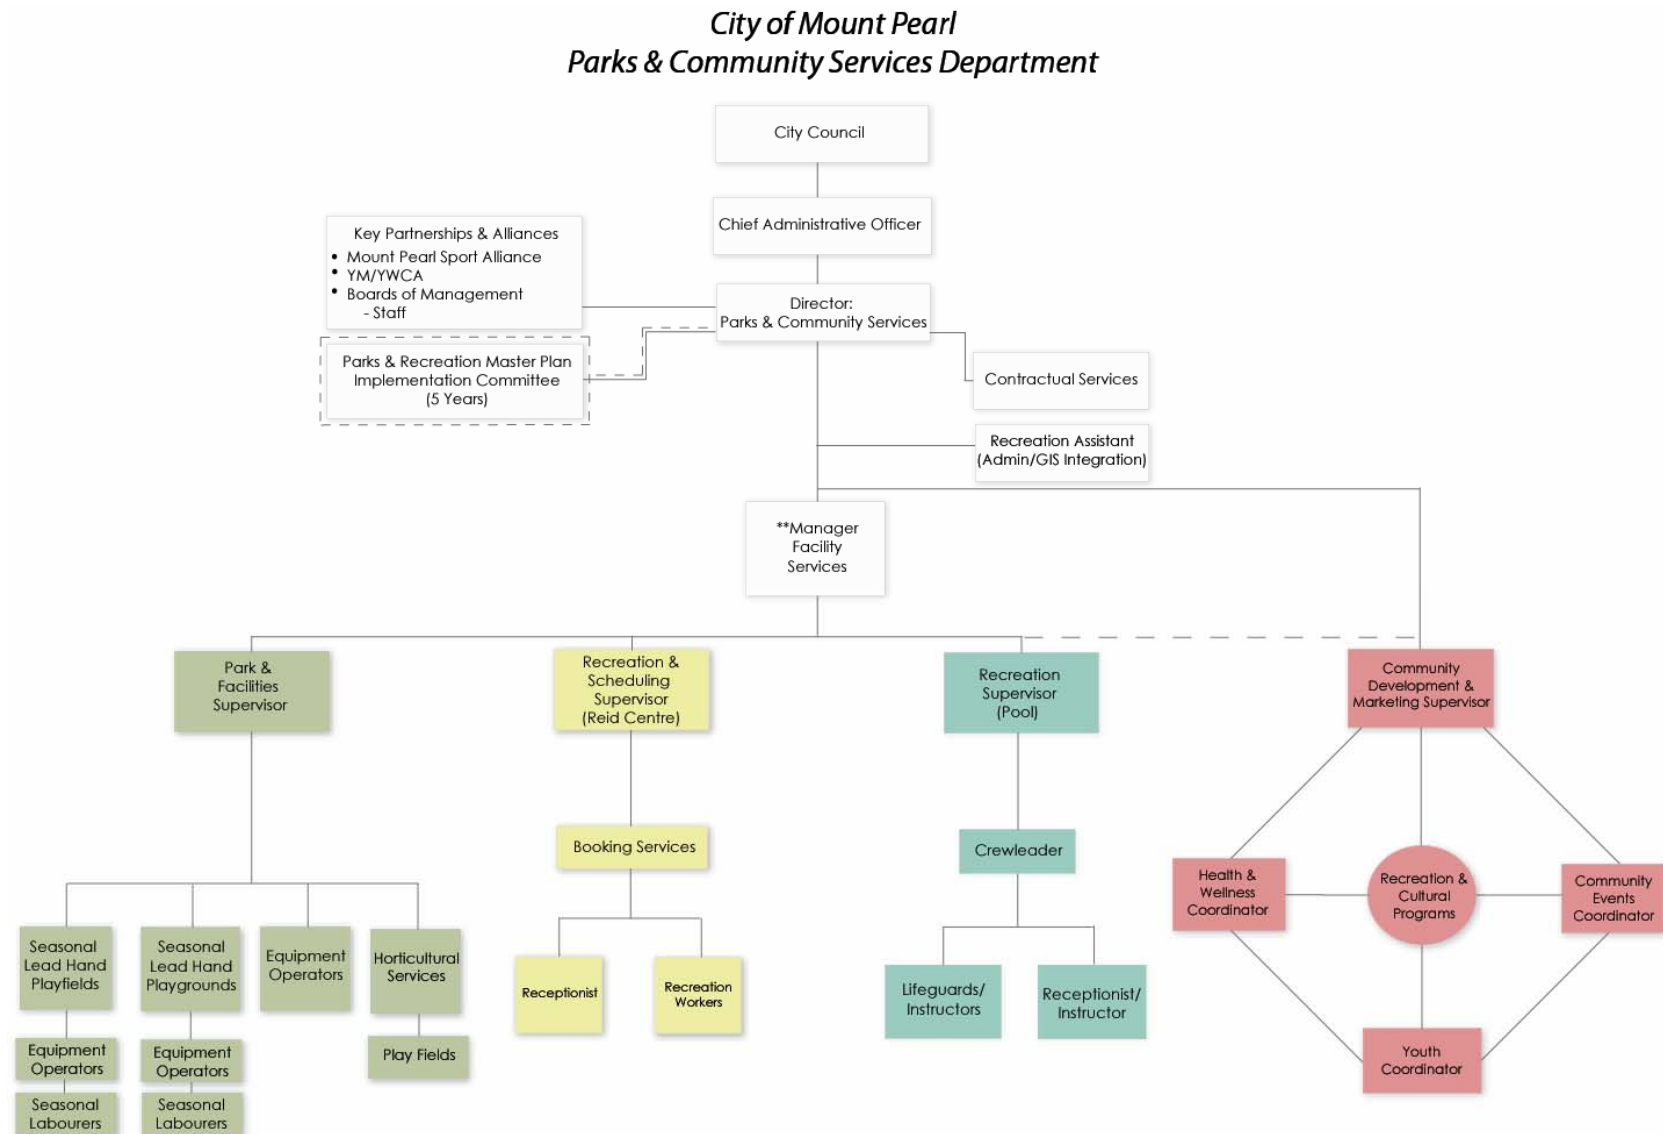 City of Mount Pearl
Parks & Community Services Department
City Council
Chief Administrative Officer
Key Partnerships & Alliances
• Mount Pearl Sport Alliance
• YM/YWCA
• Boards of Management
- Staff
Director:
Parks & Community Services
Parks & Recreation Master Plan
Implementation Committee
(5 Years)
Contractual Services
Recreation Assistant
(Admin/GIS Integration)
**Manager
Facility
Services
Park &
Facilities
Supervisor
Recreation &
Scheduling
Supervisor
(Reid Centre)
Recreation
Supervisor
(Pool)
Community
Development &
Marketing Supervisor
Booking Services
Crewleader
Health &
Wellness
Coordinator
Recreation &
Cultural
Programs
Community
Events
Coordinator
Seasonal
Lead Hand
Playfields
Seasonal
Lead Hand
Playgrounds
Equipment
Operators
Horticultural
Services
Receptionist
Recreation
Workers
Lifeguards/
Instructors
Receptionist/
Instructor
Equipment
Operators
Equipment
Operators
Play Fields
Youth
Coordinator
Seasonal
Labourers
Seasonal
Labourers